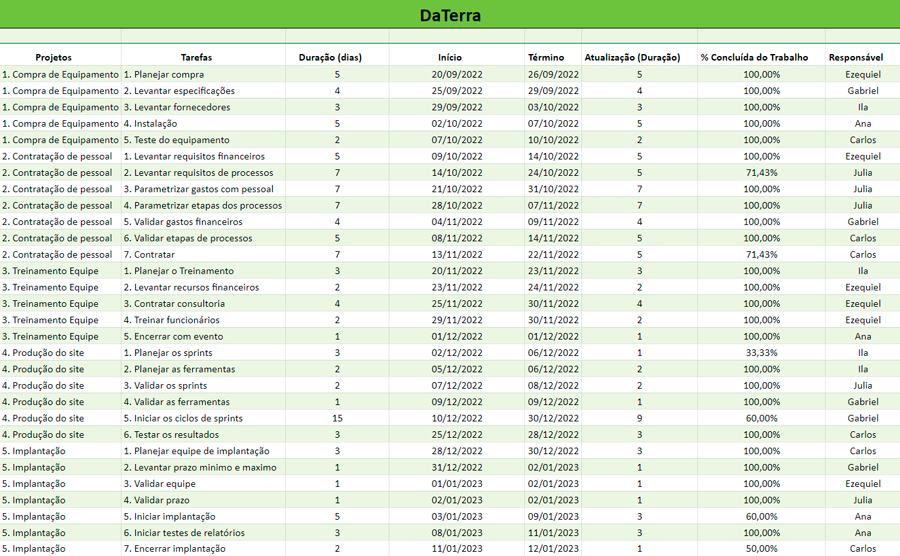 DaTerra
Projetos Tarefas Duração (dias) Início Término Atualização (Duração) % Concluída do Trabalho Responsável
1. Compra de Equipamento 1. Planejar compra 5 20/09/2022 26/09/2022 5 100,00% Ezequiel
1. Compra de Equipamento 2. Levantar especificações 4 25/09/2022 29/09/2022 4 100,00% Gabriel
1. Compra de Equipamento 3. Levantar fornecedores 3 29/09/2022 03/10/2022 3 100,00% Ila
1. Compra de Equipamento 4. Instalação 5 02/10/2022 07/10/2022 5 100,00% Ana
1. Compra de Equipamento 5. Teste do equipamento 2 07/10/2022 10/10/2022 2 100,00% Carlos
2. Contratação de pessoal 1. Levantar requisitos financeiros 5 09/10/2022 14/10/2022 5 100,00% Ezequiel
2. Contratação de pessoal 2. Levantar requisitos de processos 7 14/10/2022 24/10/2022 5 71,43% Julia
2. Contratação de pessoal 3. Parametrizar gastos com pessoal 7 21/10/2022 31/10/2022 7 100,00% Julia
2. Contratação de pessoal 4. Parametrizar etapas dos processos 7 28/10/2022 07/11/2022 7 100,00% Julia
2. Contratação de pessoal 5. Validar gastos financeiros 4 04/11/2022 09/11/2022 4 100,00% Gabriel
2. Contratação de pessoal 6. Validar etapas de processos 5 08/11/2022 14/11/2022 5 100,00% Carlos
2. Contratação de pessoal 7. Contratar 7 13/11/2022 22/11/2022 5 71,43% Carlos
3. Treinamento Equipe 1. Planejar o Treinamento 3 20/11/2022 23/11/2022 3 100,00% Ila
3. Treinamento Equipe 2. Levantar recursos financeiros 2 23/11/2022 24/11/2022 2 100,00% Ezequiel
3. Treinamento Equipe 3. Contratar consultoria 4 25/11/2022 30/11/2022 4 100,00% Ezequiel
3. Treinamento Equipe 4. Treinar funcionários 2 29/11/2022 30/11/2022 2 100,00% Ezequiel
3. Treinamento Equipe 5. Encerrar com evento 1 01/12/2022 01/12/2022 1 100,00% Ana
4. Produção do site 1. Planejar os sprints 3 02/12/2022 06/12/2022 1 33,33% Ila
4. Produção do site 2. Planejar as ferramentas 2 05/12/2022 06/12/2022 2 100,00% Ila
4. Produção do site 3. Validar os sprints 2 07/12/2022 08/12/2022 2 100,00% Julia
4. Produção do site 4. Validar as ferramentas 1 09/12/2022 09/12/2022 1 100,00% Gabriel
4. Produção do site 5. Iniciar os ciclos de sprints 15 10/12/2022 30/12/2022 9 60,00% Gabriel
4. Produção do site 6. Testar os resultados 3 25/12/2022 28/12/2022 3 100,00% Carlos
5. Implantação 1. Planejar equipe de implantação 3 28/12/2022 30/12/2022 3 100,00% Carlos
5. Implantação 2. Levantar prazo minimo e maximo 1 31/12/2022 02/01/2023 1 100,00% Gabriel
5. Implantação 3. Validar equipe 1 01/01/2023 02/01/2023 1 100,00% Ezequiel
5. Implantação 4. Validar prazo 1 02/01/2023 02/01/2023 1 100,00% Julia
5. Implantação 5. Iniciar implantação 5 03/01/2023 09/01/2023 3 60,00% Ana
5. Implantação 6. Iniciar testes de relatórios 3 08/01/2023 11/01/2023 3 100,00% Ana
5. Implantação 7. Encerrar implantação 2 11/01/2023 12/01/2023 1 50,00% Carlos